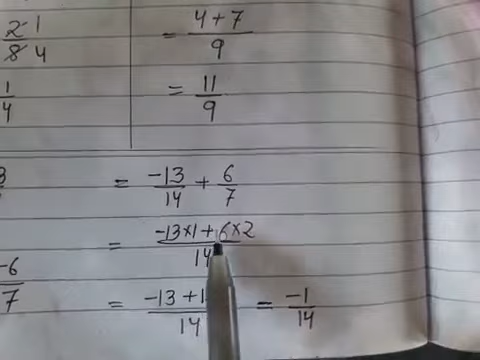 2 1 / 8 4
= 4 + 7 / 9
1 / 4
= 11 / 9
= -13 / 14 + 6 / 7
= -13×1 + 6×2 / 14
-6 / 7
= -13 + 1 / 14 = -1 / 14